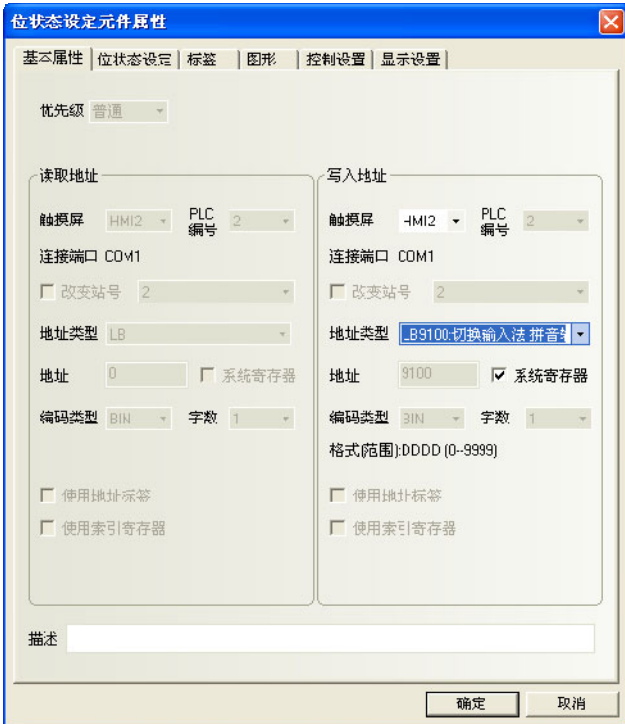 位状态设定元件属性
基本属性 位状态设定 标签 图形 控制设置 显示设置
优先级 普通
读取地址
触摸屏 HMI2 PLC编号 2
连接端口 COM1
改变站号 2
地址类型 LB
地址 0 系统寄存器
编码类型 BIN 字数 1
使用地址标签
使用索引寄存器
写入地址
触摸屏 HMI2 PLC编号 2
连接端口 COM1
改变站号 2
地址类型 LB9100:切换输入法 拼音
地址 9100 系统寄存器
编码类型 BIN 字数 1
格式(范围):DDDD (0--9999)
使用地址标签
使用索引寄存器
描述
确定 取消